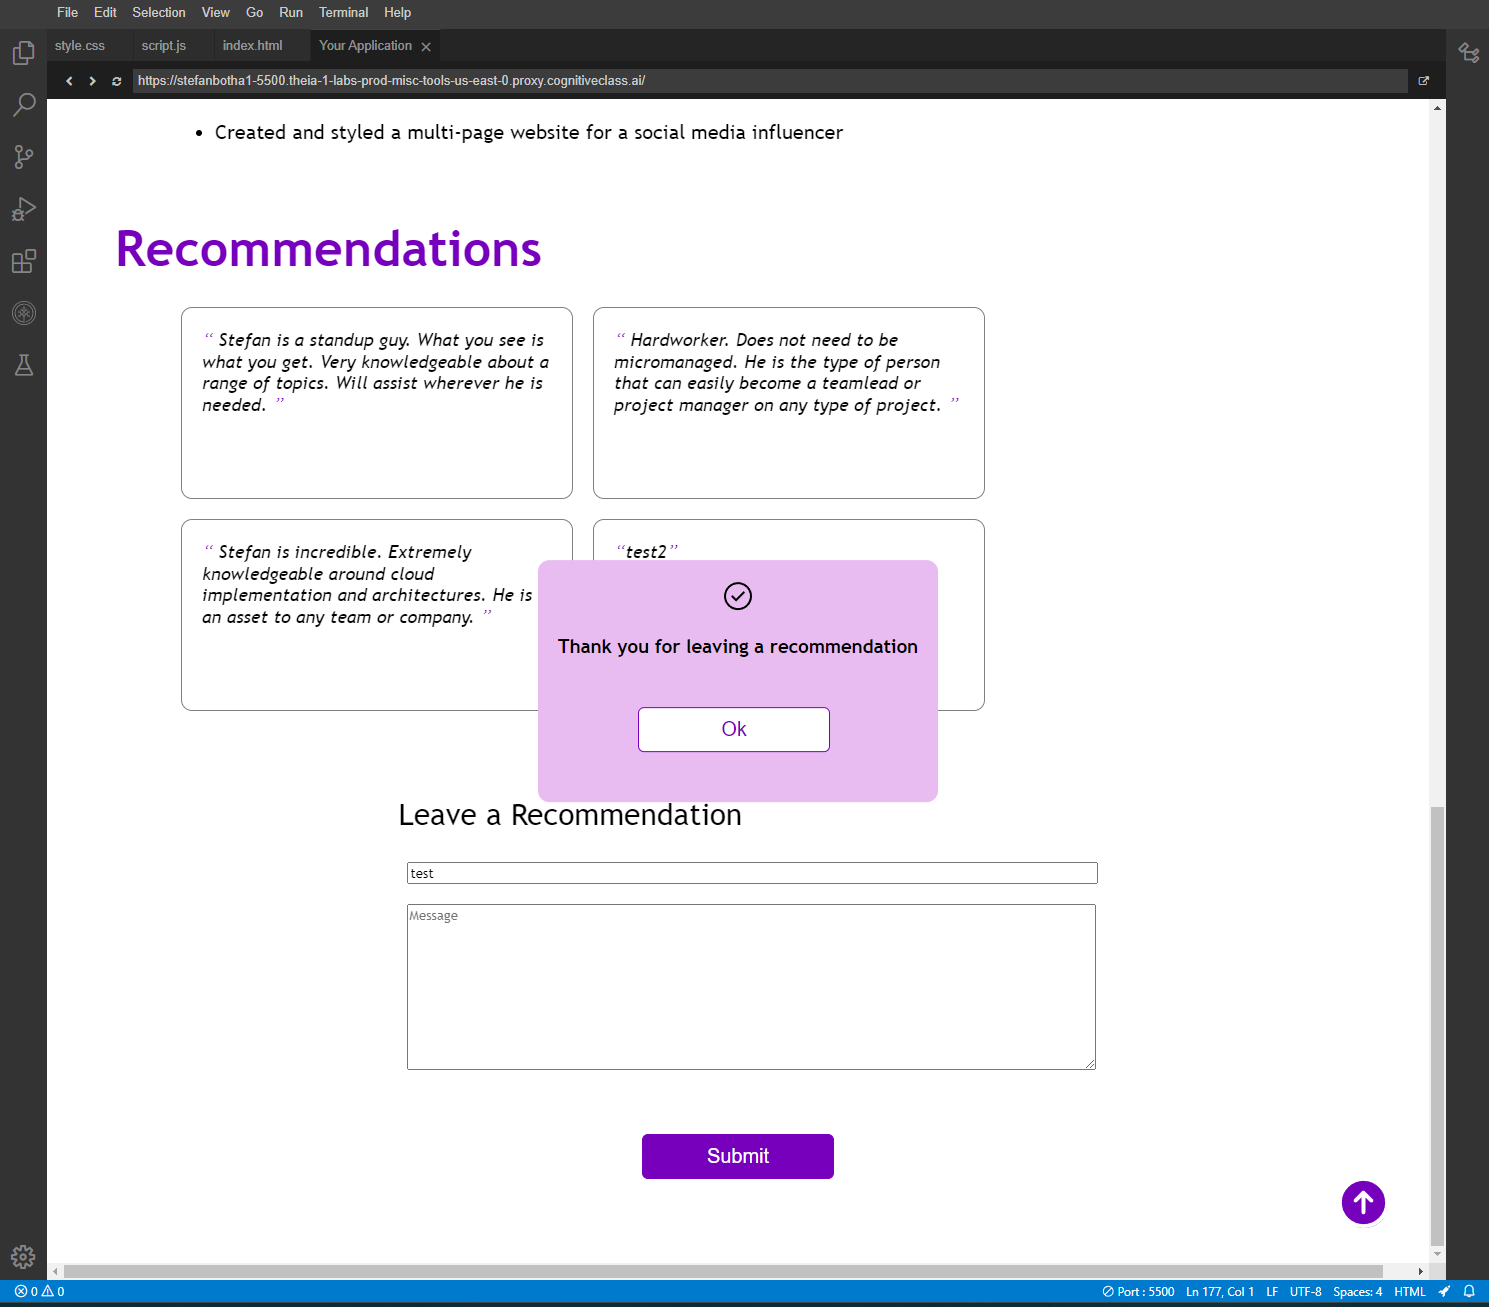 File Edit Selection View Go Run Terminal Help
style.css script.js index.html Your Application
https://stefanbotha1-5500.theia-1-labs-prod-misc-tools-us-east-0.proxy.cognitiveclass.ai/
• Created and styled a multi-page website for a social media influencer
Recommendations
“ Stefan is a standup guy. What you see is
what you get. Very knowledgeable about a
range of topics. Will assist wherever he is
needed. ”
“ Hardworker. Does not need to be
micromanaged. He is the type of person
that can easily become a teamlead or
project manager on any type of project. ”
“ Stefan is incredible. Extremely
knowledgeable around cloud
implementation and architectures. He is
an asset to any team or company. ”
“test2”
Thank you for leaving a recommendation
Ok
Leave a Recommendation
test
Message
Submit
0 0 Port : 5500 Ln 177, Col 1 LF UTF-8 Spaces: 4 HTML